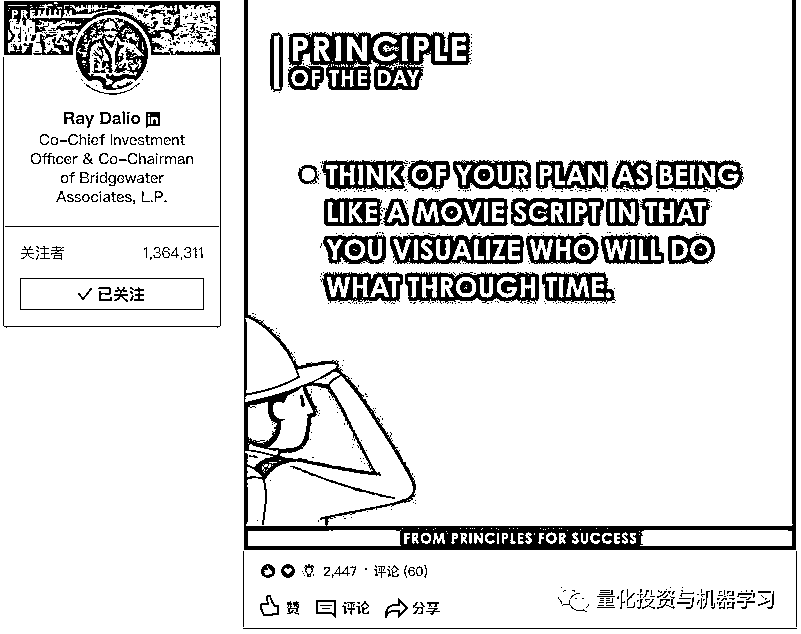 PREMIUM
Ray Dalio in
Co-Chief Investment
Officer & Co-Chairman
of Bridgewater
Associates, L.P.
关注者 1,364,311
已关注
PRINCIPLE
OF THE DAY
THINK OF YOUR PLAN AS BEING
LIKE A MOVIE SCRIPT IN THAT
YOU VISUALIZE WHO WILL DO
WHAT THROUGH TIME.
FROM PRINCIPLES FOR SUCCESS
2,447 · 评论 (60)
赞 评论 分享
量化投资与机器学习